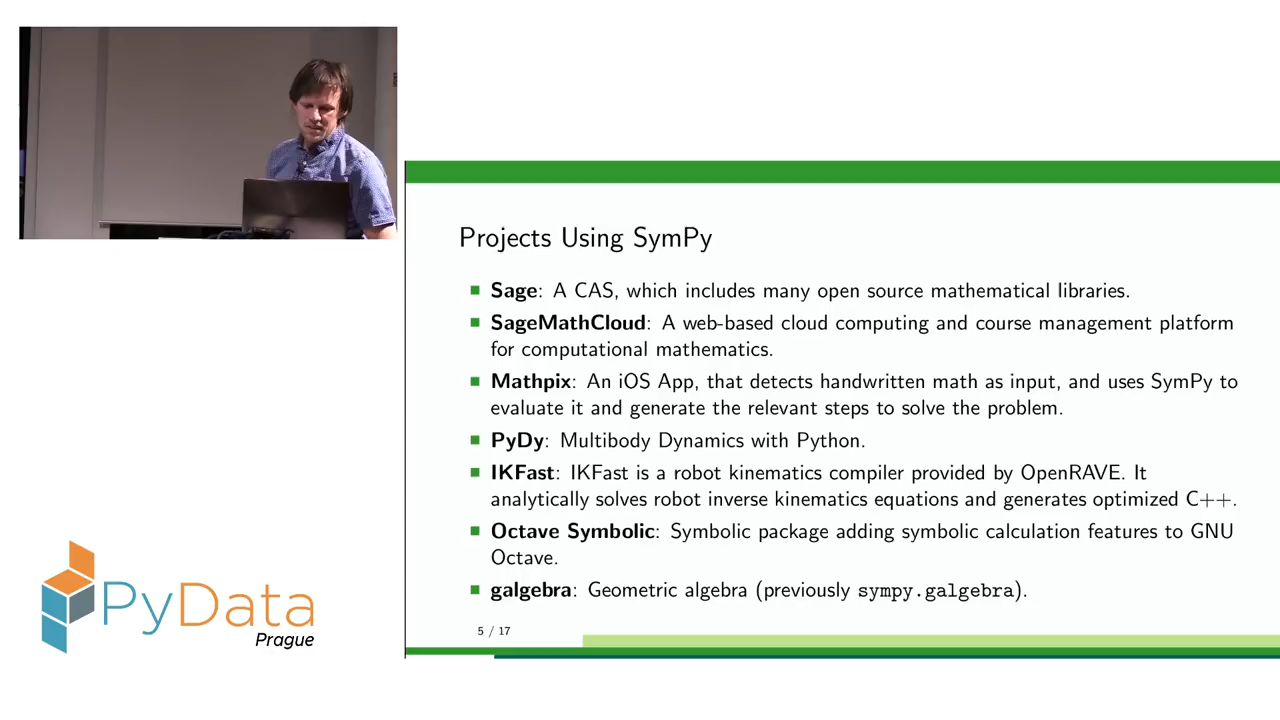 Projects Using SymPy
Sage: A CAS, which includes many open source mathematical libraries.
SageMathCloud: A web-based cloud computing and course management platform
for computational mathematics.
Mathpix: An iOS App, that detects handwritten math as input, and uses SymPy to
evaluate it and generate the relevant steps to solve the problem.
PyDy: Multibody Dynamics with Python.
IKFast: IKFast is a robot kinematics compiler provided by OpenRAVE. It
analytically solves robot inverse kinematics equations and generates optimized C++.
Octave Symbolic: Symbolic package adding symbolic calculation features to GNU
Octave.
galgebra: Geometric algebra (previously sympy.galgebra).
5 / 17
PyData
Prague